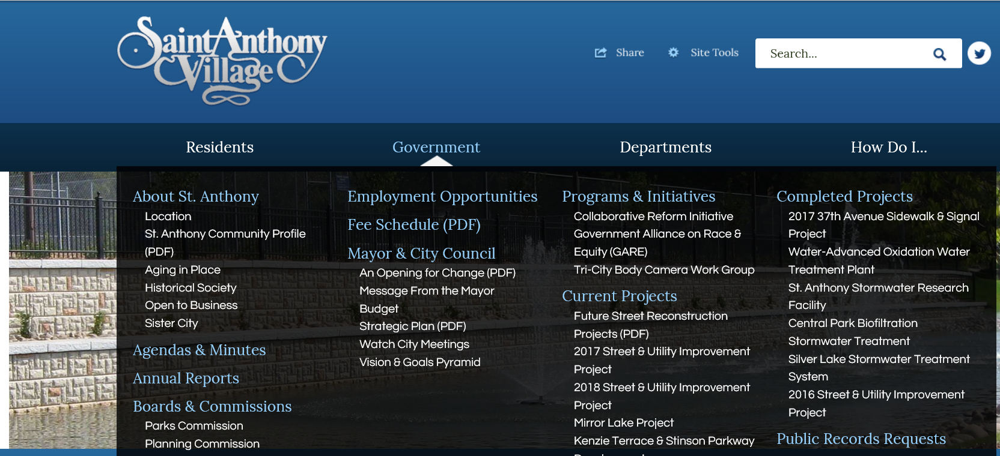 Saint Anthony
Village
Share
Site Tools
Search...
Residents
Government
Departments
How Do I...
About St. Anthony
Location
St. Anthony Community Profile
(PDF)
Aging in Place
Historical Society
Open to Business
Sister City
Agendas & Minutes
Annual Reports
Boards & Commissions
Parks Commission
Planning Commission
Employment Opportunities
Fee Schedule (PDF)
Mayor & City Council
An Opening for Change (PDF)
Message From the Mayor
Budget
Strategic Plan (PDF)
Watch City Meetings
Vision & Goals Pyramid
Programs & Initiatives
Collaborative Reform Initiative
Government Alliance on Race &
Equity (GARE)
Tri-City Body Camera Work Group
Current Projects
Future Street Reconstruction
Projects (PDF)
2017 Street & Utility Improvement
Project
2018 Street & Utility Improvement
Project
Mirror Lake Project
Kenzie Terrace & Stinson Parkway
Completed Projects
2017 37th Avenue Sidewalk & Signal
Project
Water-Advanced Oxidation Water
Treatment Plant
St. Anthony Stormwater Research
Facility
Central Park Biofiltration
Stormwater Treatment
Silver Lake Stormwater Treatment
System
2016 Street & Utility Improvement
Project
Public Records Requests